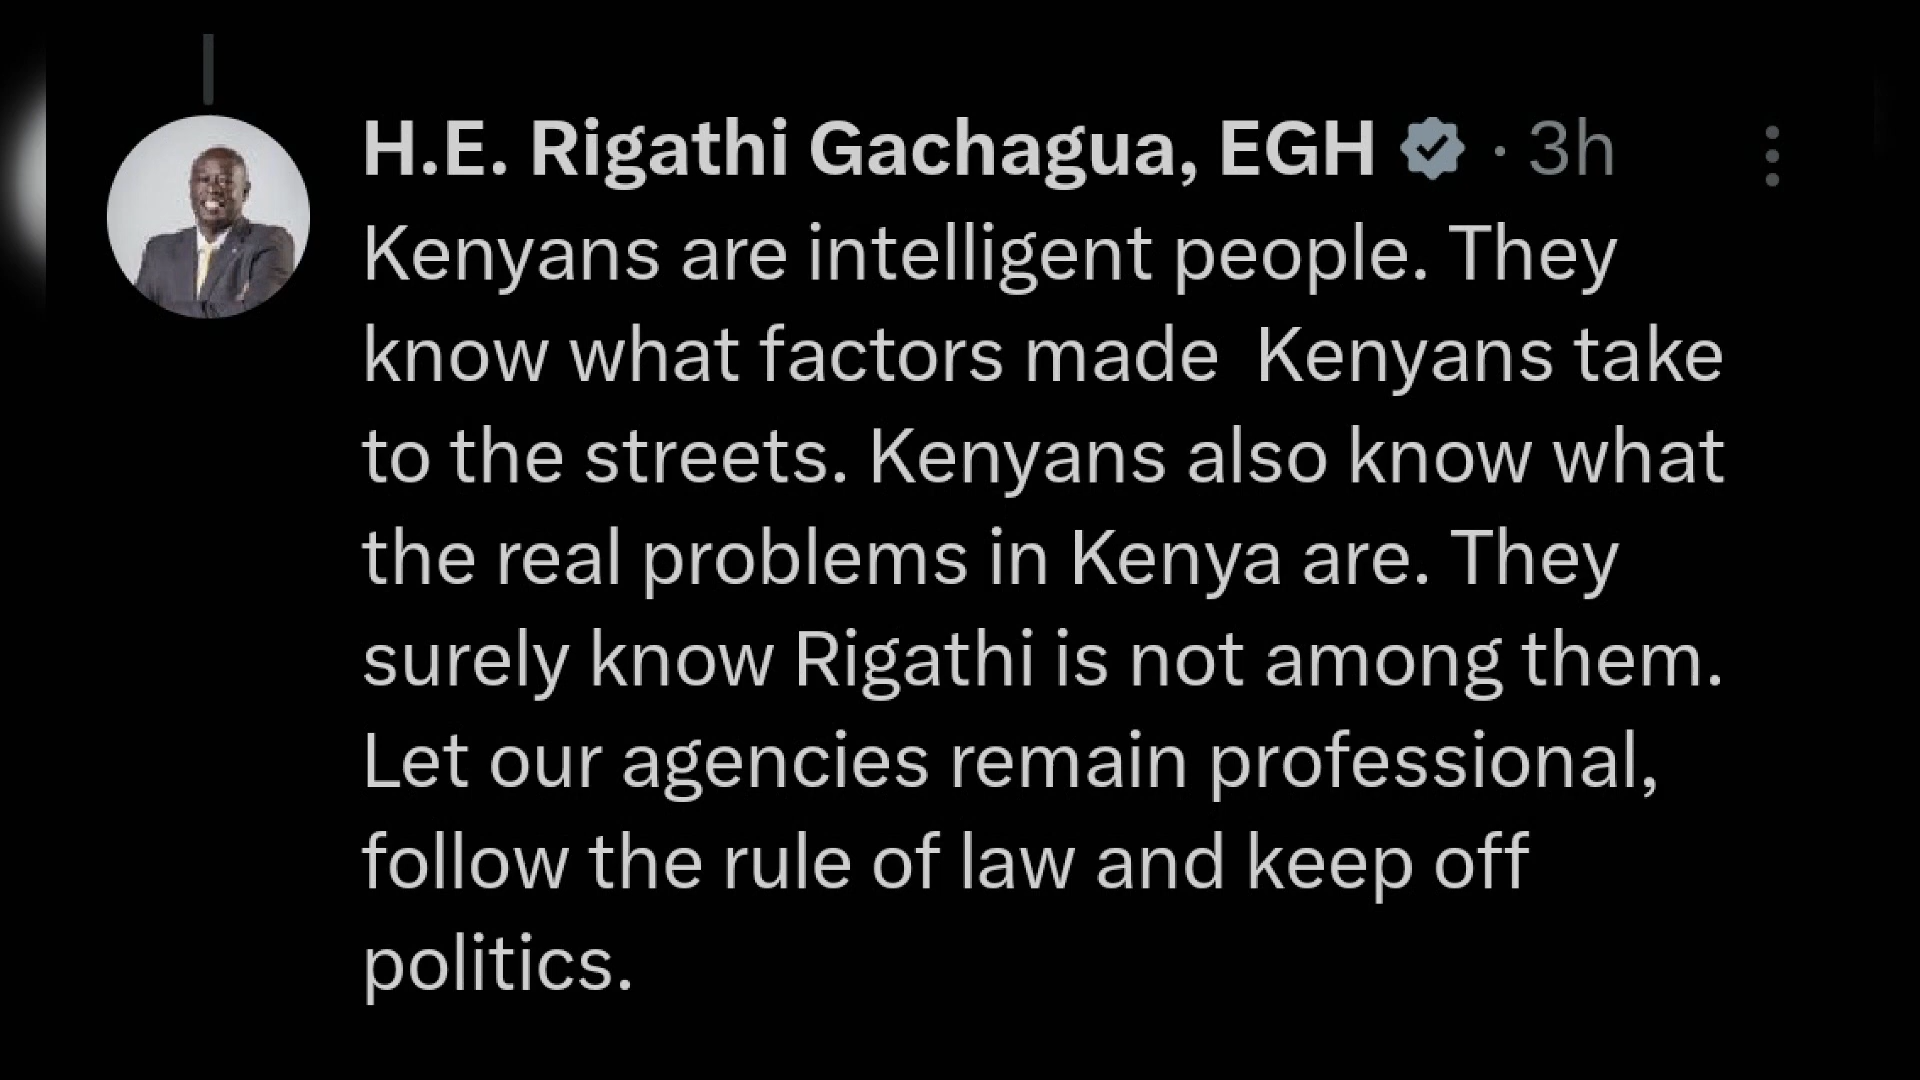 H.E. Rigathi Gachagua, EGH · 3h
Kenyans are intelligent people. They
know what factors made  Kenyans take
to the streets. Kenyans also know what
the real problems in Kenya are. They
surely know Rigathi is not among them.
Let our agencies remain professional,
follow the rule of law and keep off
politics.